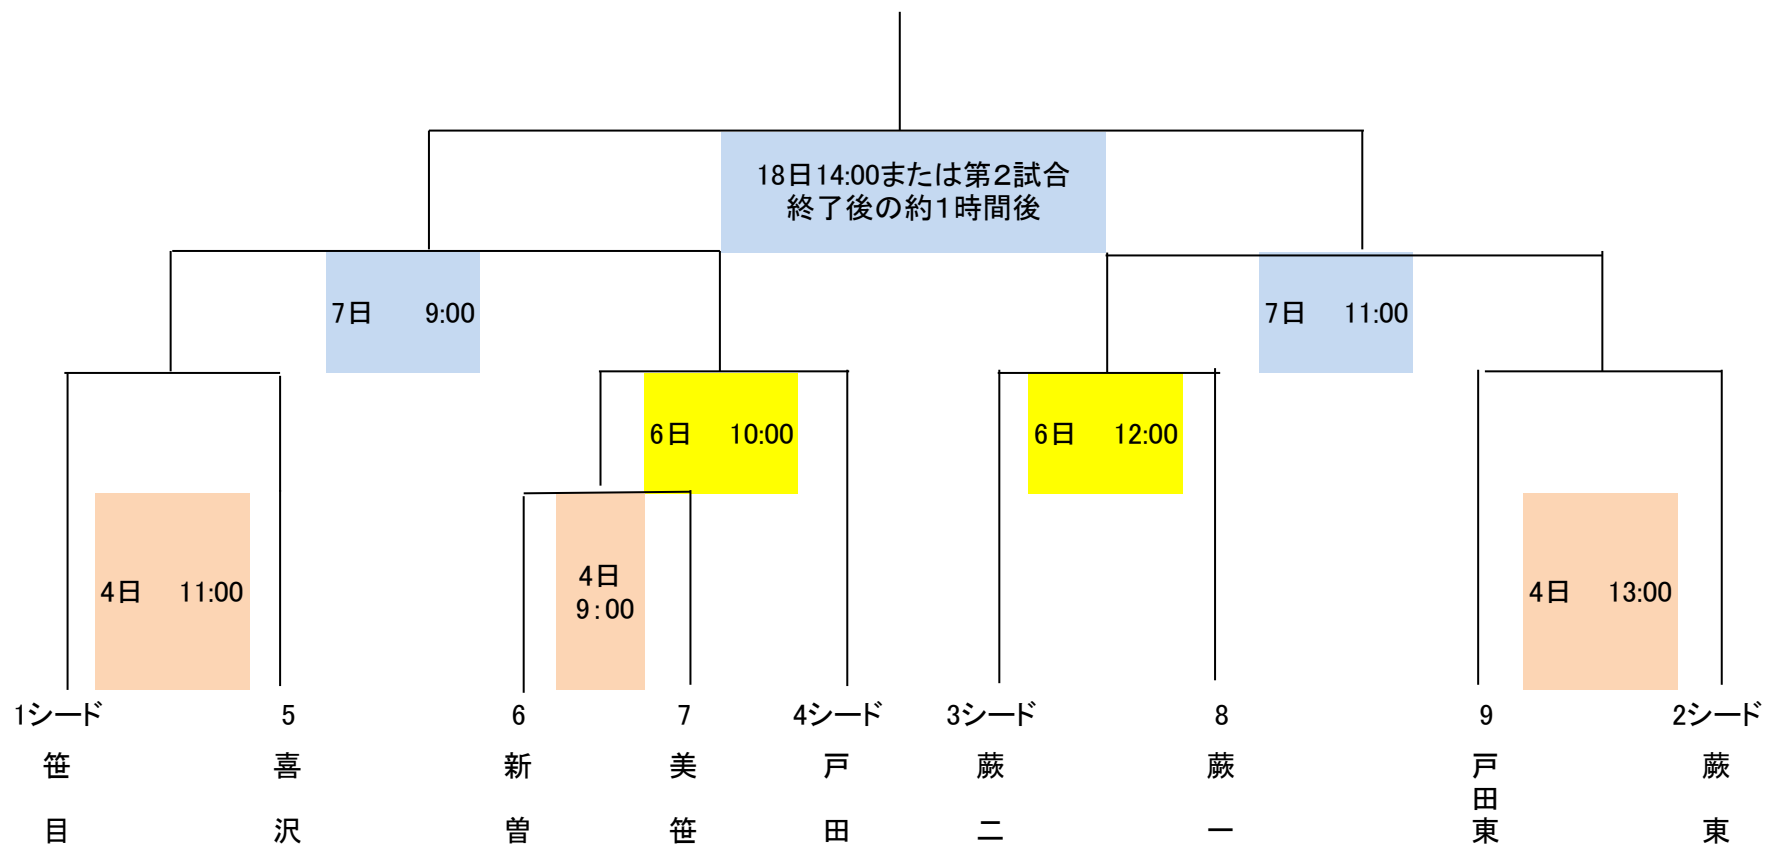 18日14:00または第２試合
終了後の約１時間後
7日 9:00
7日 11:00
6日 10:00
6日 12:00
4日 11:00
4日
9：00
4日 13:00
1シード 5 6 7 4シード 3シード 8 9 2シード
笹目 喜沢 新曽 美笹 戸田 蕨二 蕨一 戸田東 蕨東